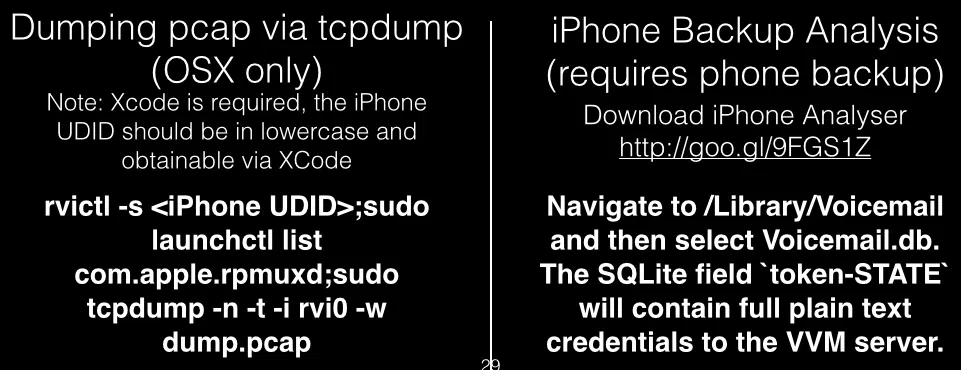 Dumping pcap via tcpdump
(OSX only)
Note: Xcode is required, the iPhone
UDID should be in lowercase and
obtainable via XCode
rvictl -s <iPhone UDID>;sudo
launchctl list
com.apple.rpmuxd;sudo
tcpdump -n -t -i rvi0 -w
dump.pcap
iPhone Backup Analysis
(requires phone backup)
Download iPhone Analyser
http://goo.gl/9FGS1Z
Navigate to /Library/Voicemail
and then select Voicemail.db.
The SQLite field `token-STATE`
will contain full plain text
credentials to the VVM server.
29